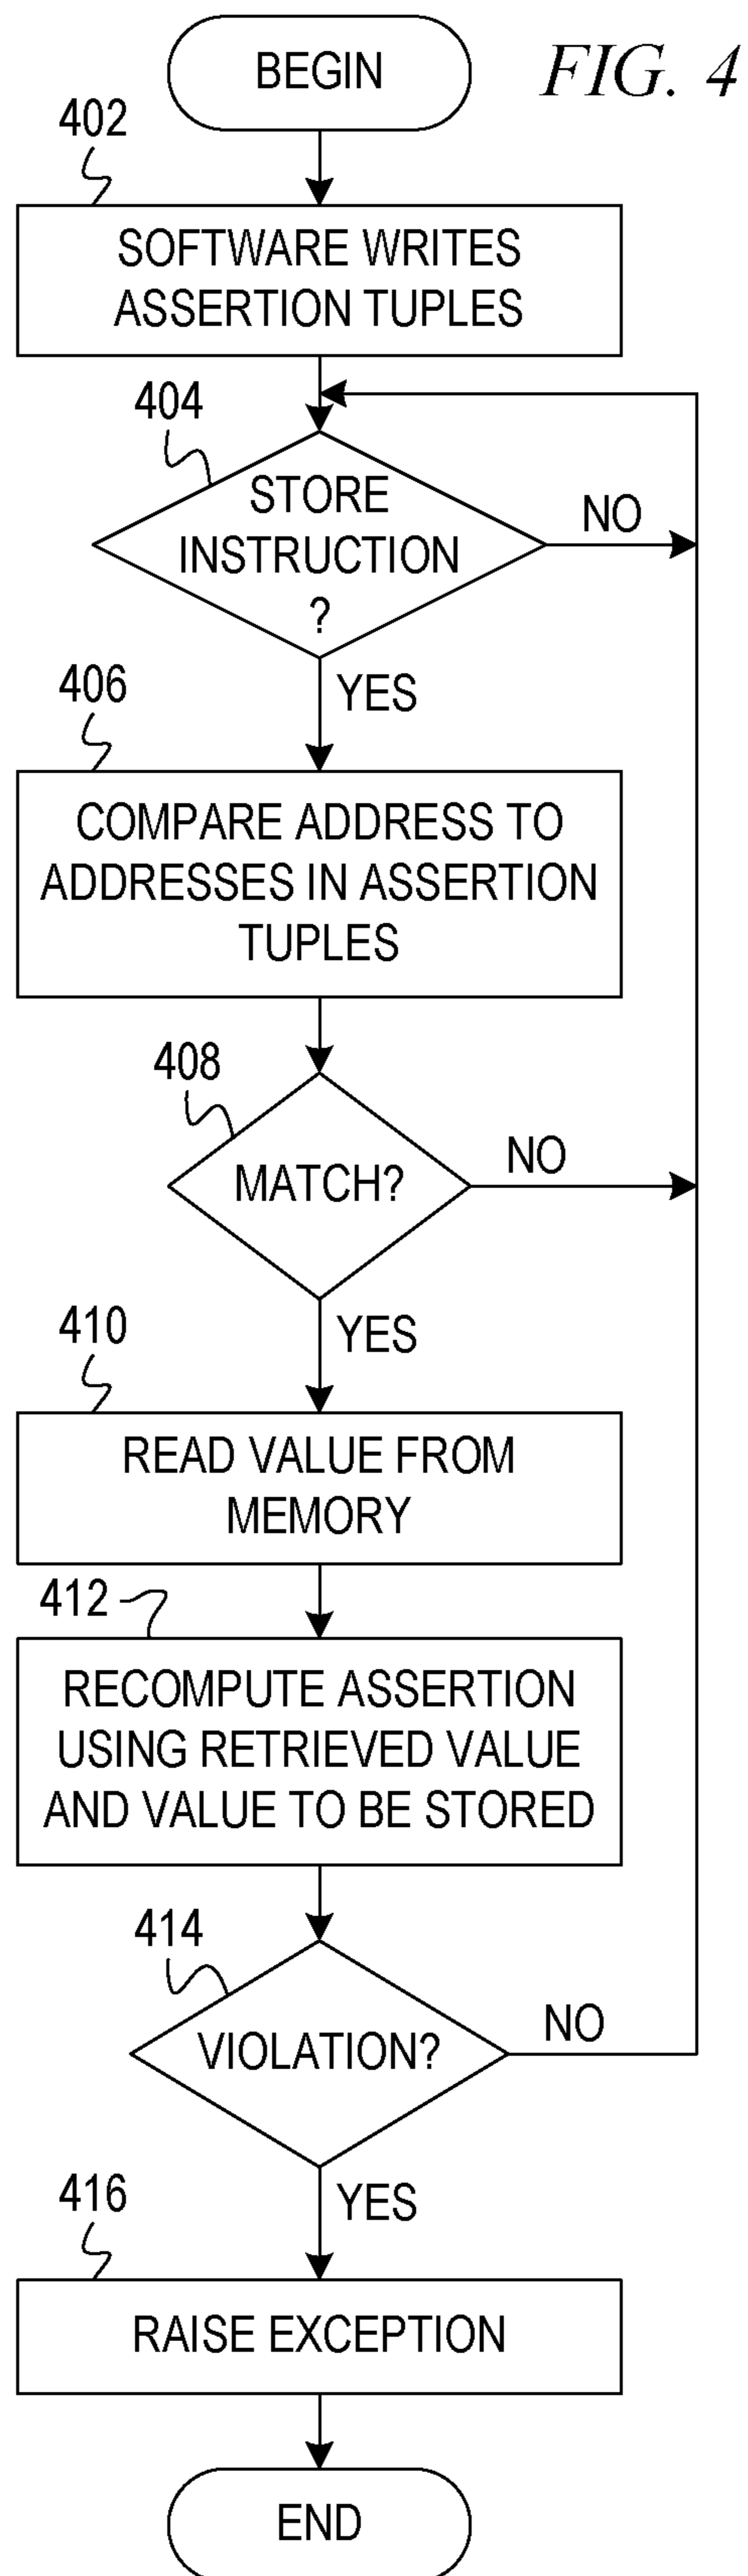 BEGIN
FIG. 4
402
SOFTWARE WRITES
ASSERTION TUPLES
404
STORE
INSTRUCTION
?
NO
YES
406
COMPARE ADDRESS TO
ADDRESSES IN ASSERTION
TUPLES
408
MATCH?
NO
YES
410
READ VALUE FROM
MEMORY
412
RECOMPUTE ASSERTION
USING RETRIEVED VALUE
AND VALUE TO BE STORED
414
VIOLATION?
NO
YES
416
RAISE EXCEPTION
END